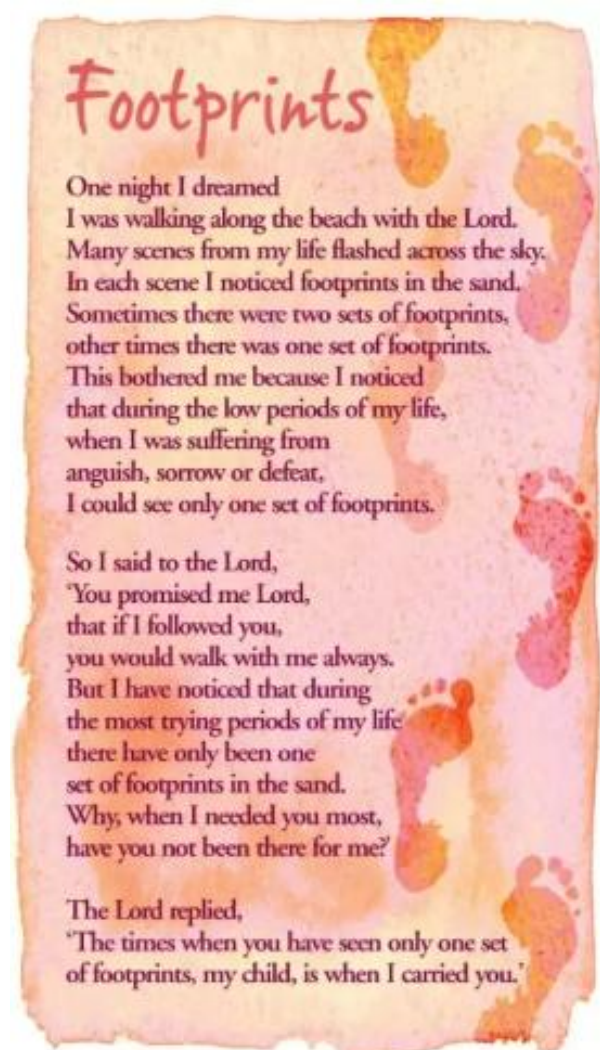 Footprints
One night I dreamed
I was walking along the beach with the Lord.
Many scenes from my life flashed across the sky.
In each scene I noticed footprints in the sand.
Sometimes there were two sets of footprints,
other times there was one set of footprints.
This bothered me because I noticed
that during the low periods of my life,
when I was suffering from
anguish, sorrow or defeat,
I could see only one set of footprints.
So I said to the Lord,
'You promised me Lord,
that if I followed you,
you would walk with me always.
But I have noticed that during
the most trying periods of my life
there have only been one
set of footprints in the sand.
Why, when I needed you most,
have you not been there for me?'
The Lord replied,
'The times when you have seen only one set
of footprints, my child, is when I carried you.'